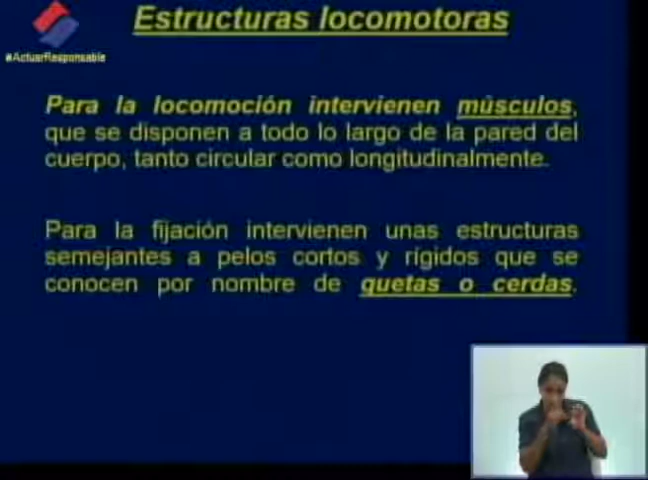 Estructuras locomotoras
#ActuarResponsable
Para la locomoción intervienen músculos,
que se disponen a todo lo largo de la pared del
cuerpo, tanto circular como longitudinalmente.
Para la fijación intervienen unas estructuras
semejantes a pelos cortos y rígidos que se
conocen por nombre de quetas o cerdas.